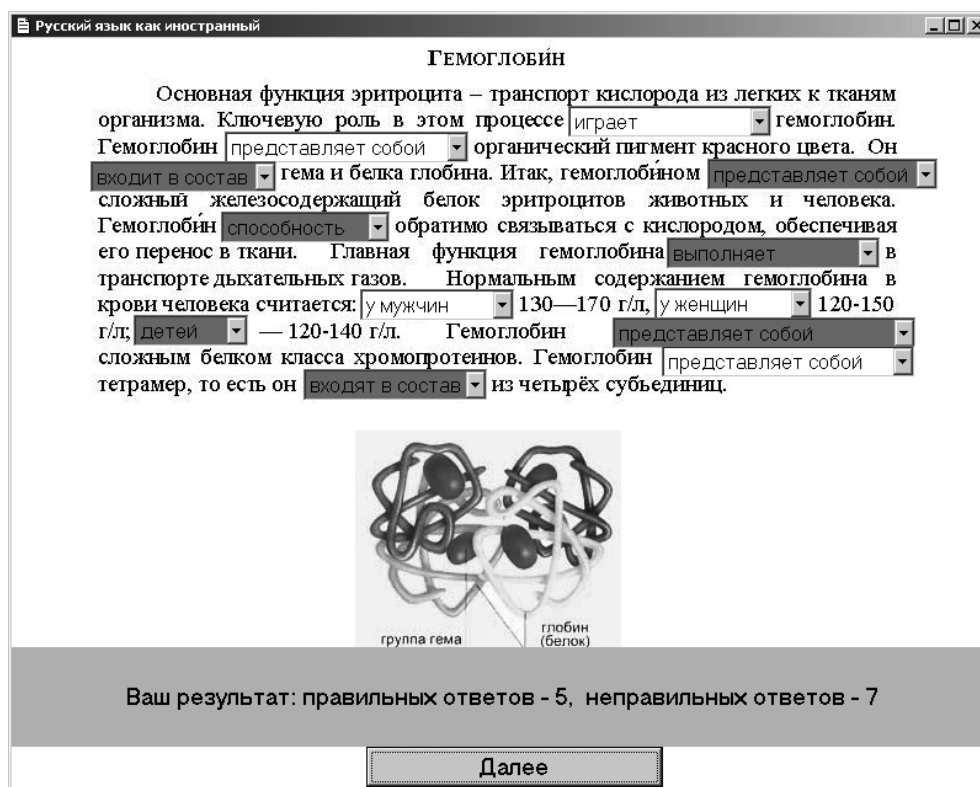 Русский язык как иностранный
ГЕМОГЛОБИ́Н
Основная функция эритроцита – транспорт кислорода из легких к тканям
организма. Ключевую роль в этом процессе играет гемоглобин.
Гемоглобин представляет собой органический пигмент красного цвета. Он
входит в состав гема и белка глобина. Итак, гемоглоби́ном представляет собой
сложный железосодержащий белок эритроцитов животных и человека.
Гемоглоби́н способность обратимо связываться с кислородом, обеспечивая
его перенос в ткани. Главная функция гемоглобина выполняет в
транспорте дыхательных газов. Нормальным содержанием гемоглобина в
крови человека считается: у мужчин 130—170 г/л, у женщин 120-150
г/л; детей — 120-140 г/л. Гемоглобин представляет собой
сложным белком класса хромопротеинов. Гемоглобин представляет собой
тетрамер, то есть он входят в состав из четырёх субъединиц.
группа гема
глобин
(белок)
Ваш результат: правильных ответов - 5, неправильных ответов - 7
Далее